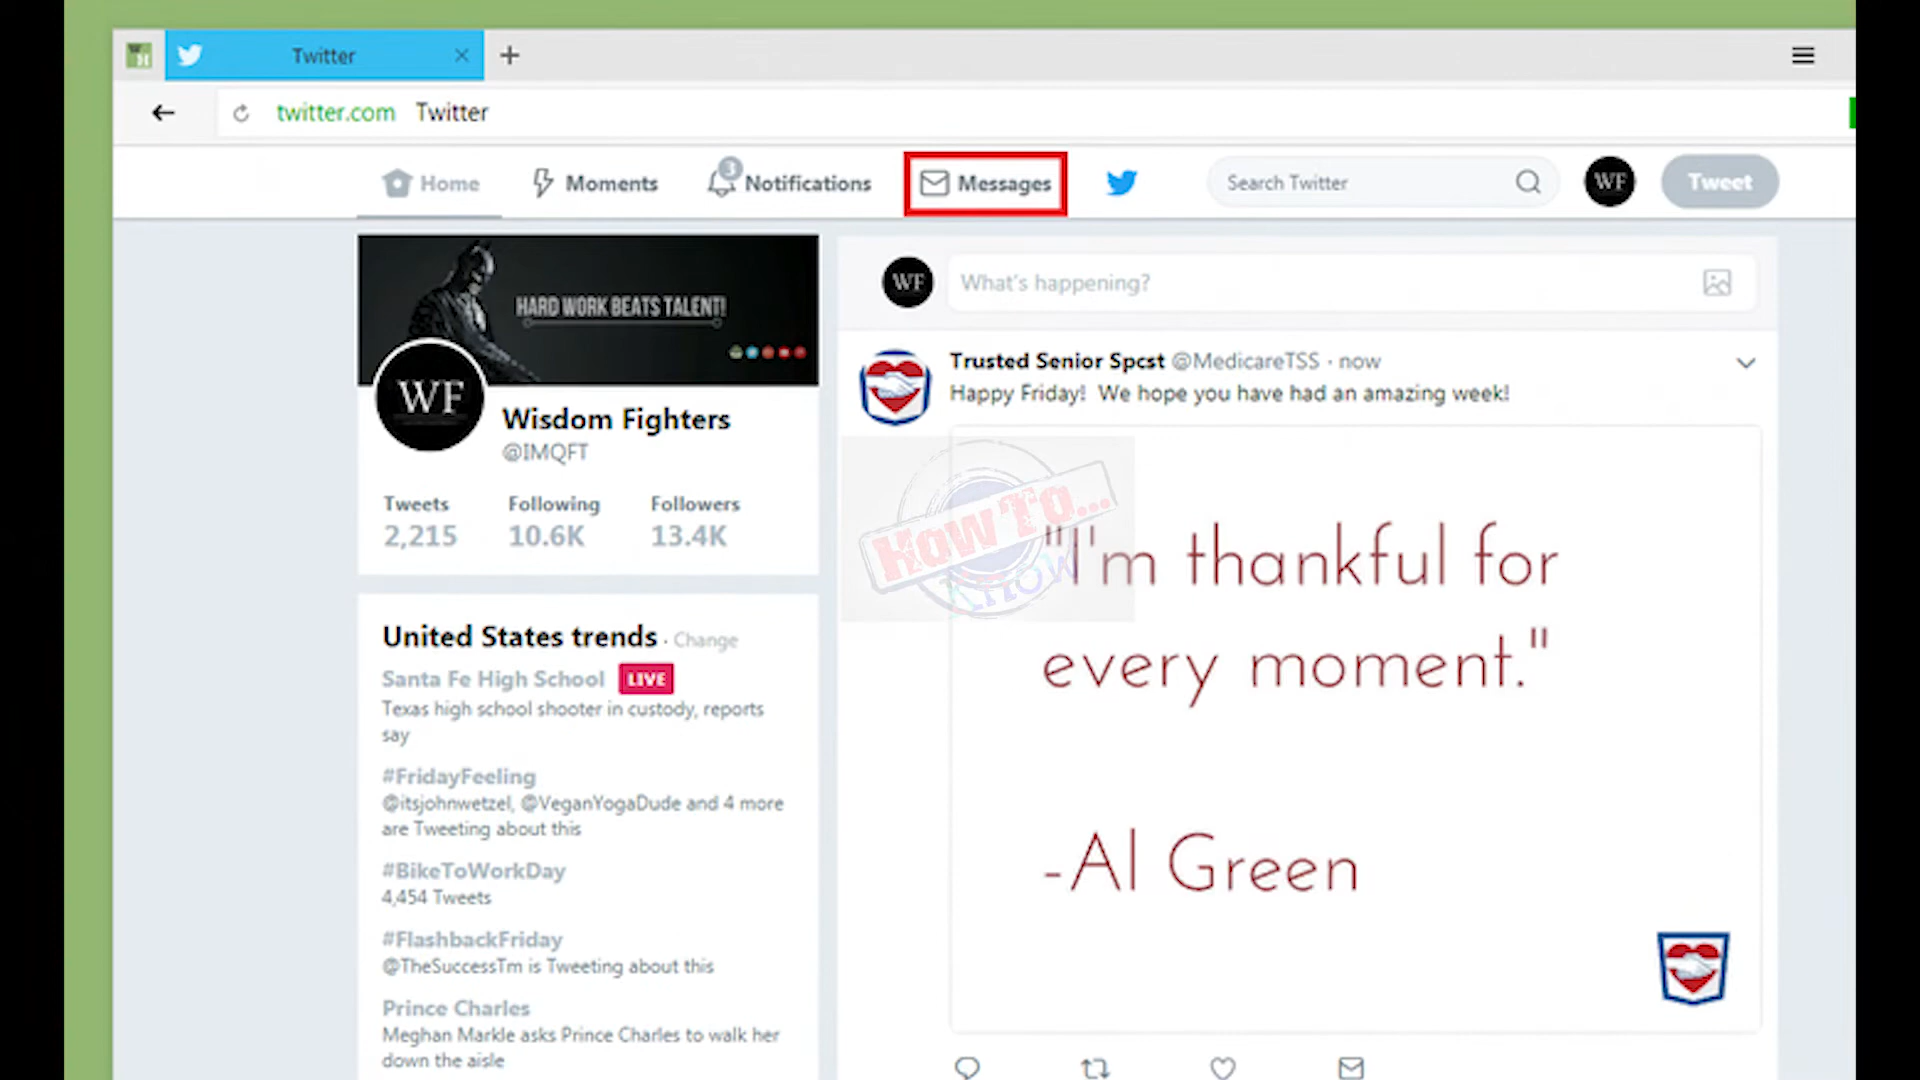 Twitter
twitter.com Twitter
Home Moments 3 Notifications Messages Search Twitter WF Tweet
HARD WORK BEATS TALENT!
WF
Wisdom Fighters
@IMQFT
Tweets Following Followers
2,215 10.6K 13.4K
United States trends · Change
Santa Fe High School LIVE
Texas high school shooter in custody, reports
say
#FridayFeeling
@itsjohnwetzel, @VeganYogaDude and 4 more
are Tweeting about this
#BikeToWorkDay
4,454 Tweets
#FlashbackFriday
@TheSuccessTm is Tweeting about this
Prince Charles
Meghan Markle asks Prince Charles to walk her
down the aisle
WF What's happening?
Trusted Senior Spcst @MedicareTSS · now
Happy Friday! We hope you have had an amazing week!
HowTo...
Know
"I'm thankful for
every moment."
-Al Green